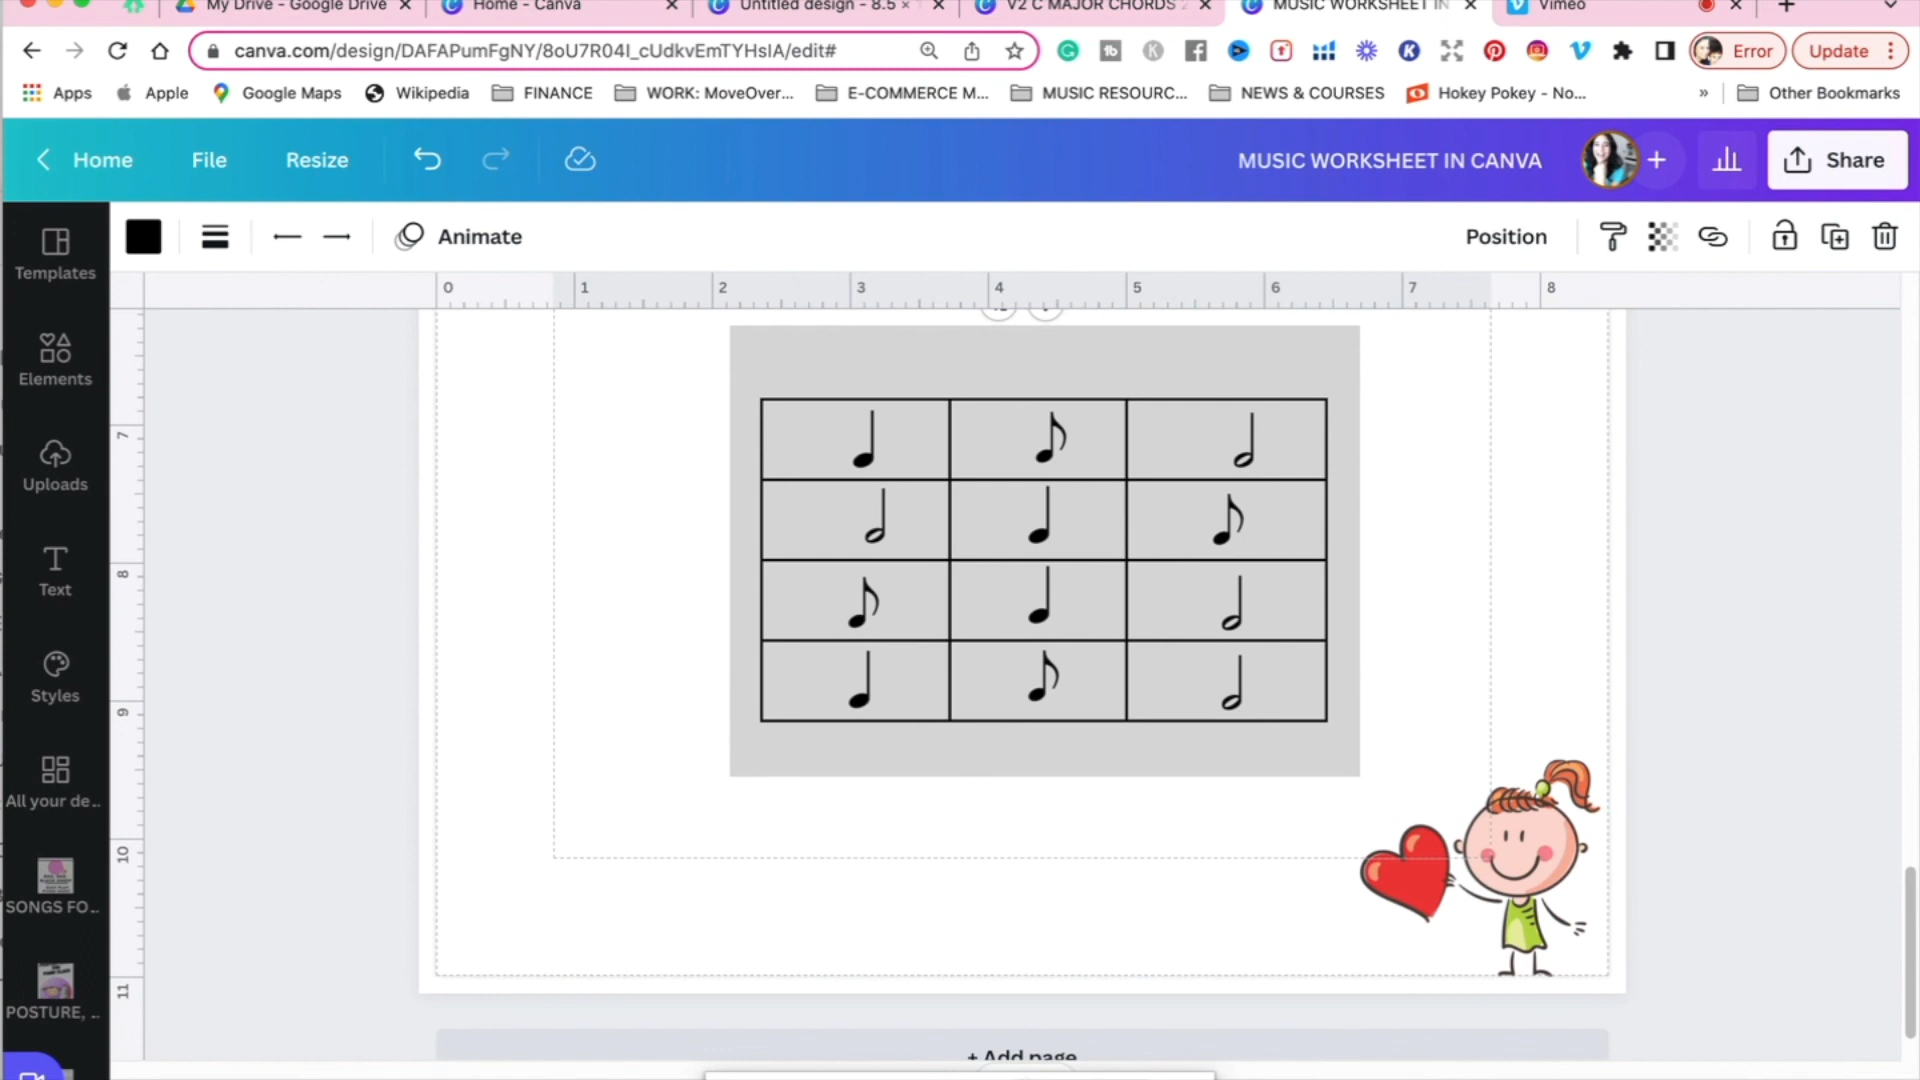 My Drive - Google Drive
Home - Canva
Untitled design - 8.5 ×
V2 C MAJOR CHORDS
MUSIC WORKSHEET IN
Vimeo
canva.com/design/DAFAPumFgNY/8oU7R04I_cUdkvEmTYHsIA/edit#
Error
Update
Apps
Apple
Google Maps
Wikipedia
FINANCE
WORK: MoveOver...
E-COMMERCE M...
MUSIC RESOURC...
NEWS & COURSES
Hokey Pokey - No...
»
Other Bookmarks
Home
File
Resize
MUSIC WORKSHEET IN CANVA
Share
Animate
Position
Templates
Elements
Uploads
Text
Styles
All your de...
SONGS FO...
POSTURE, ...
0 1 2 3 4 5 6 7 8
7
8
9
10
11
+ Add page